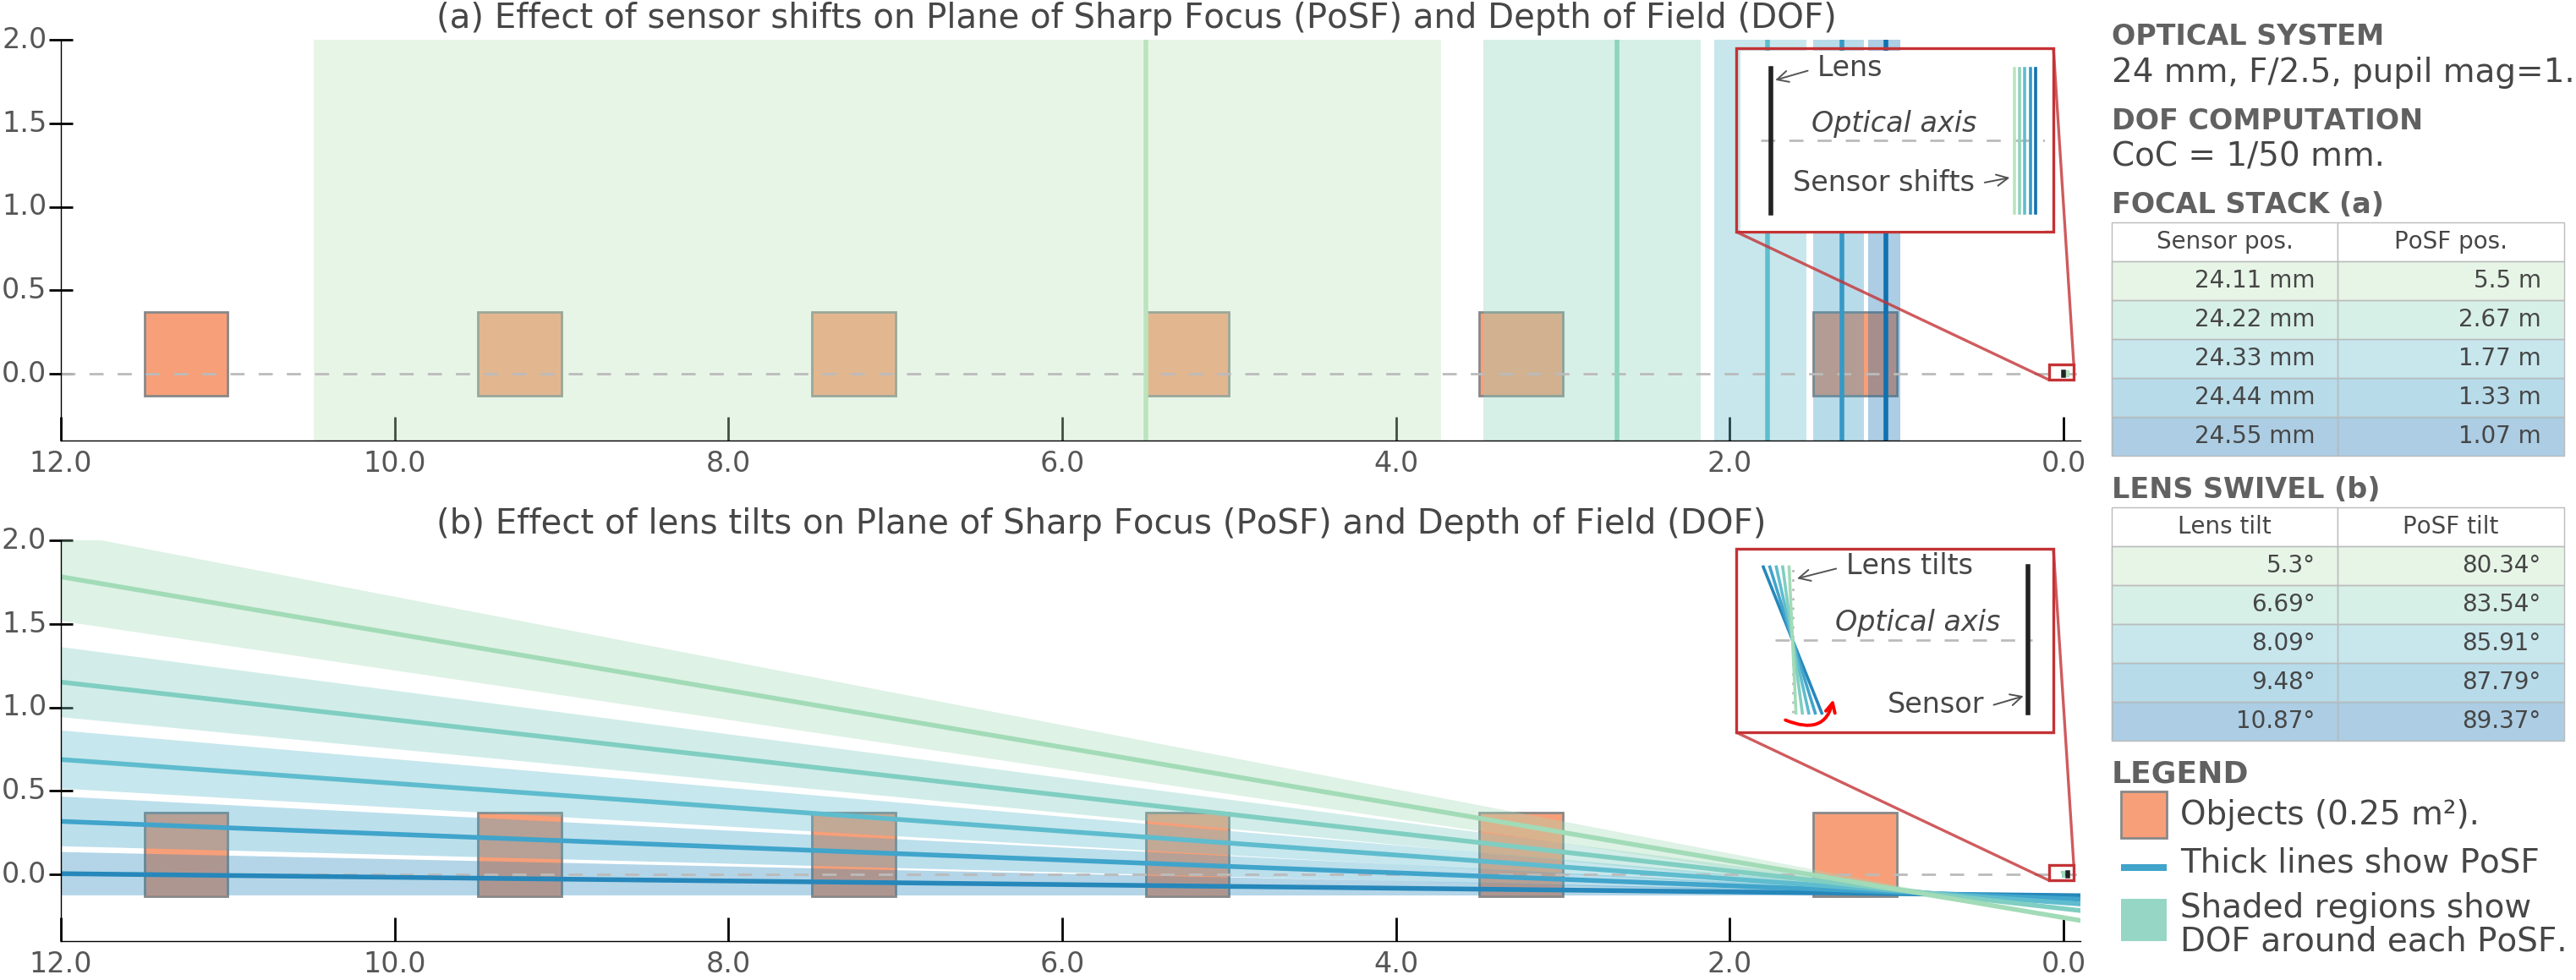 (a) Effect of sensor shifts on Plane of Sharp Focus (PoSF) and Depth of Field (DOF)
2.0
1.5
1.0
0.5
0.0
12.0 10.0 8.0 6.0 4.0 2.0 0.0
Lens
Optical axis
Sensor shifts
(b) Effect of lens tilts on Plane of Sharp Focus (PoSF) and Depth of Field (DOF)
2.0
1.5
1.0
0.5
0.0
12.0 10.0 8.0 6.0 4.0 2.0 0.0
Lens tilts
Optical axis
Sensor
OPTICAL SYSTEM
24 mm, F/2.5, pupil mag=1.
DOF COMPUTATION
CoC = 1/50 mm.
FOCAL STACK (a)
Sensor pos. PoSF pos.
24.11 mm 5.5 m
24.22 mm 2.67 m
24.33 mm 1.77 m
24.44 mm 1.33 m
24.55 mm 1.07 m
LENS SWIVEL (b)
Lens tilt PoSF tilt
5.3° 80.34°
6.69° 83.54°
8.09° 85.91°
9.48° 87.79°
10.87° 89.37°
LEGEND
Objects (0.25 m²).
Thick lines show PoSF
Shaded regions show
DOF around each PoSF.